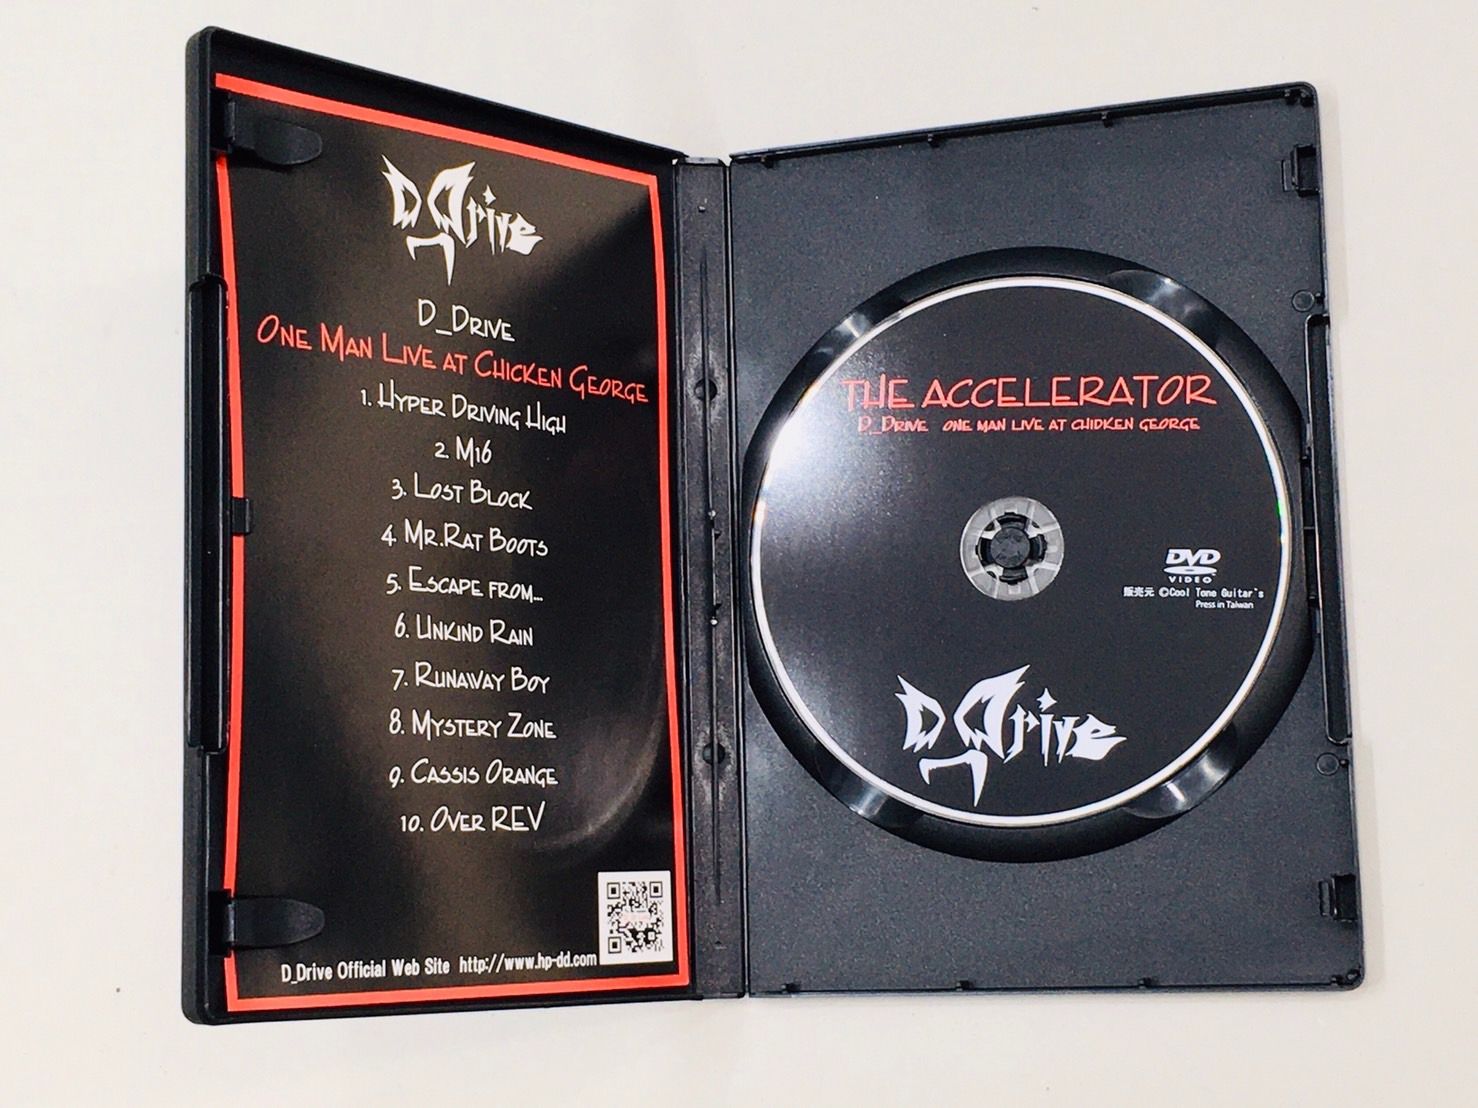 D_Drive
D_DRIVE
ONE MAN LIVE AT CHICKEN GEORGE
1. HYPER DRIVING HIGH
2. M16
3. LOST BLOCK
4. MR.RAT BOOTS
5. ESCAPE FROM...
6. UNKIND RAIN
7. RUNAWAY BOY
8. MYSTERY ZONE
9. CASSIS ORANGE
10. OVER REV
D_Drive Official Web Site http://www.hp-dd.com
THE ACCELERATOR
D_DRIVE ONE MAN LIVE AT CHIDKEN GEORGE
DVD
VIDEO
販売元 ©Cool Tone Guitar's
Press in Taiwan
D_Drive